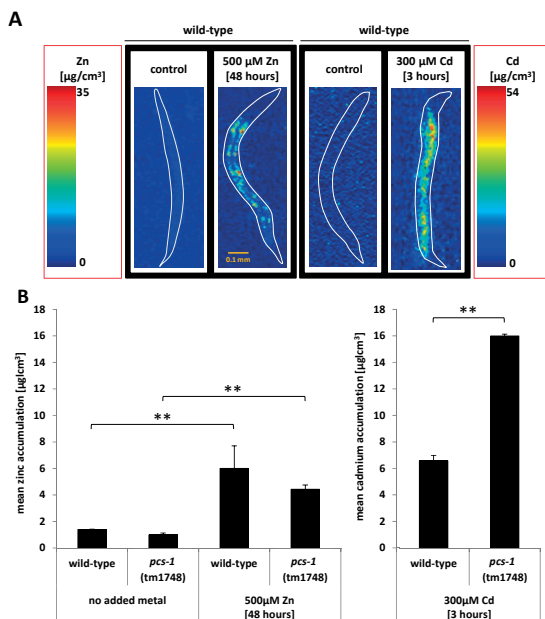 A
wild-type
wild-type
Zn
[µg/cm³]
35
0
control
500 µM Zn
[48 hours]
0.1 mm
control
300 µM Cd
[3 hours]
Cd
[µg/cm³]
54
0
B
mean zinc accumulation [µg/cm³]
18
16
14
12
10
8
6
4
2
0
**
**
wild-type
pcs-1
(tm1748)
wild-type
pcs-1
(tm1748)
no added metal
500µM Zn
[48 hours]
mean cadmium accumulation [µg/cm³]
18
16
14
12
10
8
6
4
2
0
**
wild-type
pcs-1
(tm1748)
300µM Cd
[3 hours]